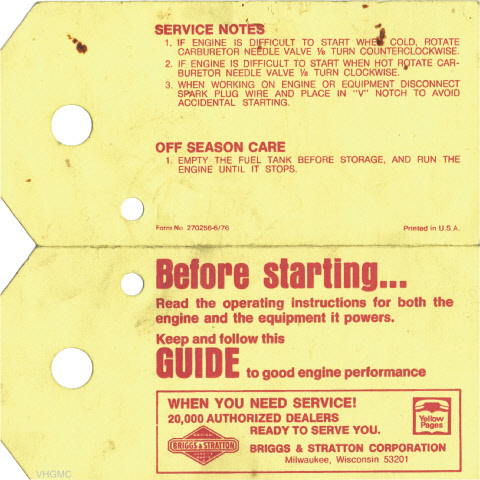 SERVICE NOTES
1. IF ENGINE IS DIFFICULT TO START WHEN COLD, ROTATE
CARBURETOR NEEDLE VALVE ⅛ TURN COUNTERCLOCKWISE.
2. IF ENGINE IS DIFFICULT TO START WHEN HOT ROTATE CAR-
BURETOR NEEDLE VALVE ⅛ TURN CLOCKWISE.
3. WHEN WORKING ON ENGINE OR EQUIPMENT DISCONNECT
SPARK PLUG WIRE AND PLACE IN "V" NOTCH TO AVOID
ACCIDENTAL STARTING.
OFF SEASON CARE
1. EMPTY THE FUEL TANK BEFORE STORAGE, AND RUN THE
ENGINE UNTIL IT STOPS.
Form No 270256-6/76 Printed in U.S.A.
Before starting...
Read the operating instructions for both the
engine and the equipment it powers.
Keep and follow this
GUIDE to good engine performance
WHEN YOU NEED SERVICE!
20,000 AUTHORIZED DEALERS
READY TO SERVE YOU.
Yellow
Pages
BRIGGS & STRATTON
BRIGGS & STRATTON CORPORATION
Milwaukee, Wisconsin 53201
VHGMC